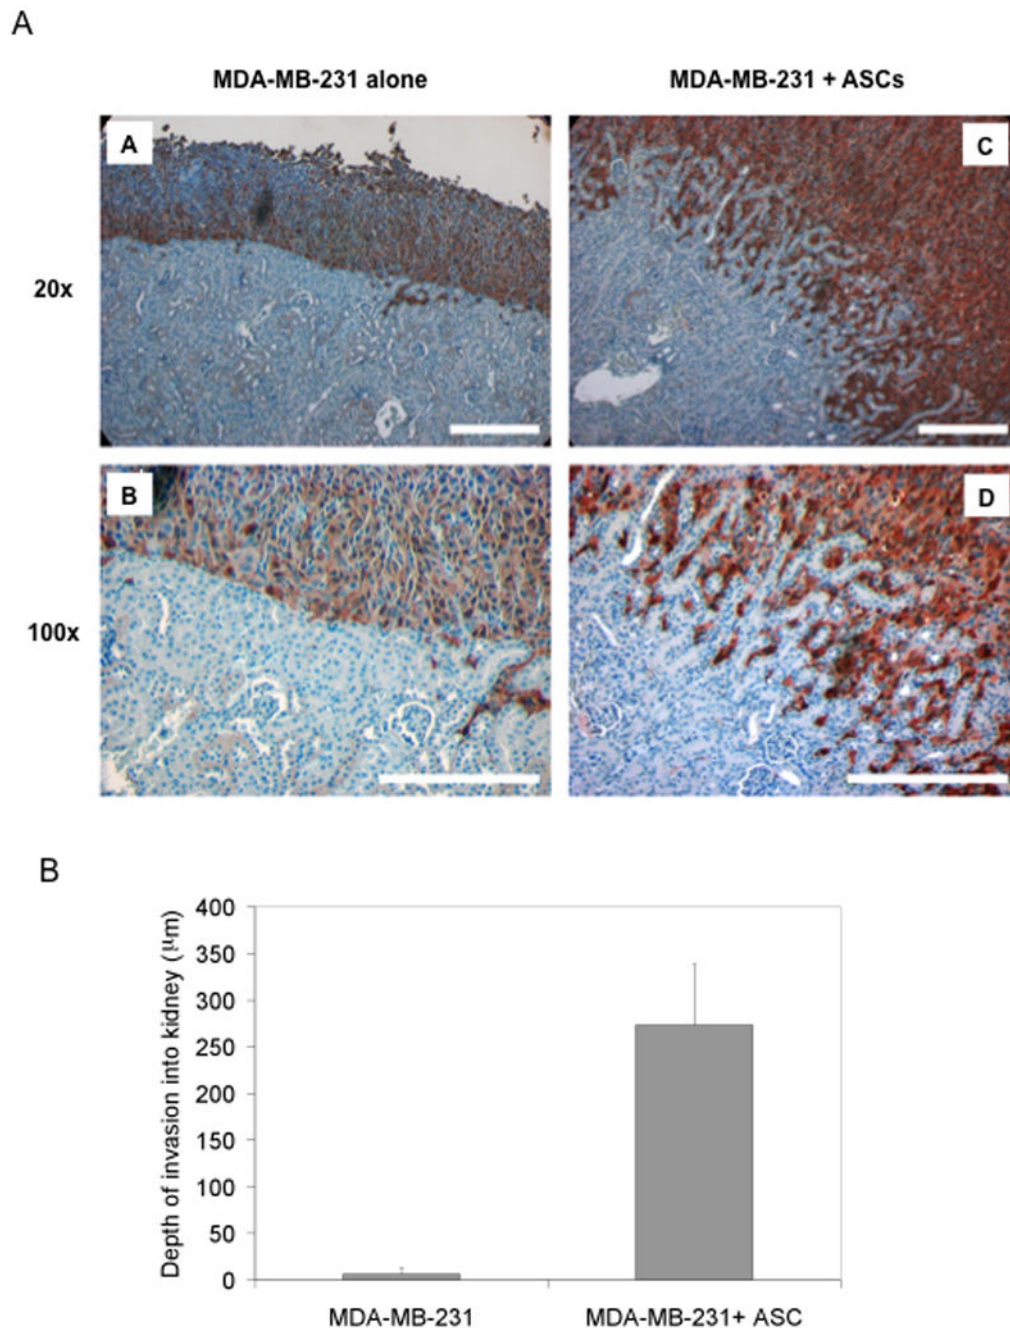 A
MDA-MB-231 alone
MDA-MB-231 + ASCs
A
C
20x
B
D
100x
B
Depth of invasion into kidney (μm)
400
350
300
250
200
150
100
50
0
MDA-MB-231
MDA-MB-231+ ASC